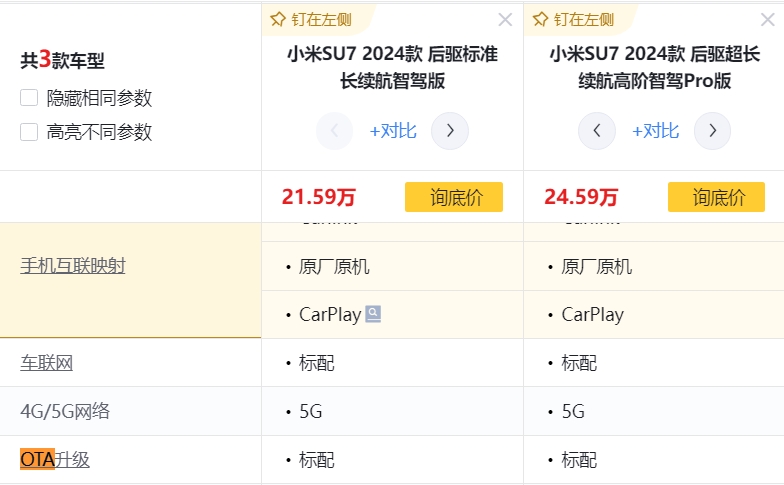 钉在左侧
钉在左侧
共3款车型
隐藏相同参数
高亮不同参数
小米SU7 2024款 后驱标准
长续航智驾版
+对比
小米SU7 2024款 后驱超长
续航高阶智驾Pro版
+对比
21.59万
询底价
24.59万
询底价
手机互联映射
• 原厂原机
• 原厂原机
• CarPlay
• CarPlay
车联网
• 标配
• 标配
4G/5G网络
• 5G
• 5G
OTA升级
• 标配
• 标配